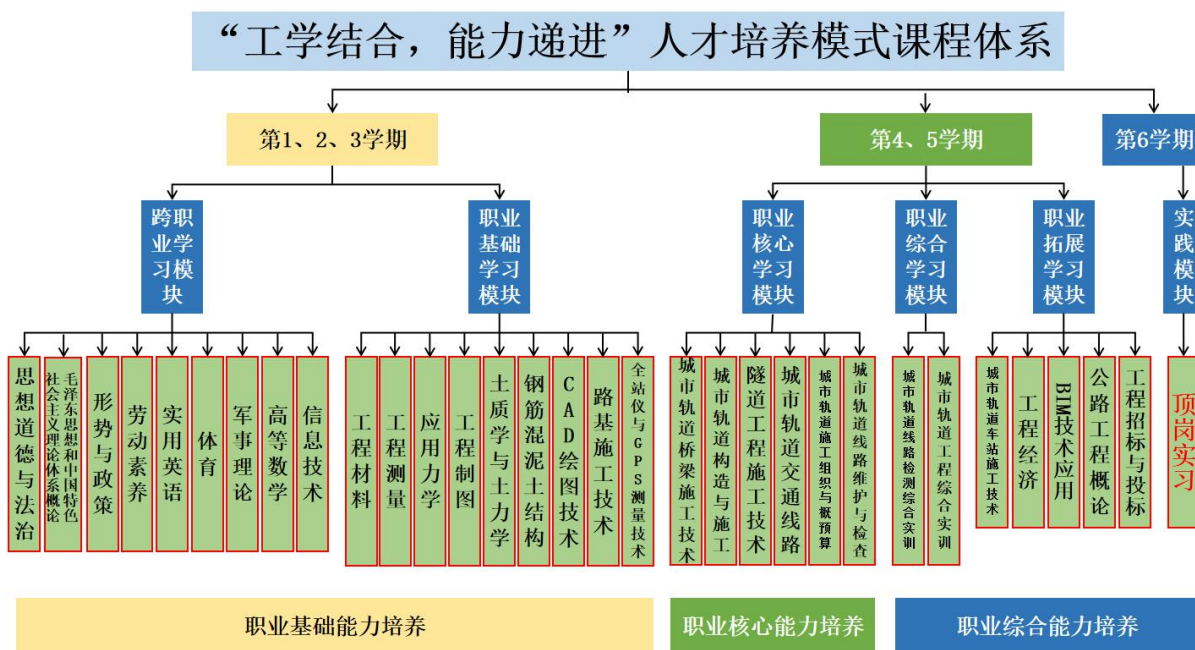 “工学结合，能力递进”人才培养模式课程体系
第1、2、3学期
第4、5学期
第6学期
跨职
业学
习模
块
职业
基础
学习
模块
职业
核心
学习
模块
职业
综合
学习
模块
职业
拓展
学习
模块
实
践
模
块
思想道德与法治
毛泽东思想和中国特色
社会主义理论体系概论
形势与政策
劳动素养
实用英语
体育
军事理论
高等数学
信息技术
工程材料
工程测量
应用力学
工程制图
土质学与土力学
钢筋混泥土结构
CAD绘图技术
路基施工技术
全站仪与GPS测量技术
城市轨道桥梁施工技术
城市轨道构造与施工
隧道工程施工技术
城市轨道交通线路
城市轨道施工组织与概预算
城市轨道线路维护与检查
城市轨道线路检测综合实训
城市轨道工程综合实训
城市轨道车站施工技术
工程经济
BIM技术应用
公路工程概论
工程招标与投标
顶岗实习
职业基础能力培养
职业核心能力培养
职业综合能力培养